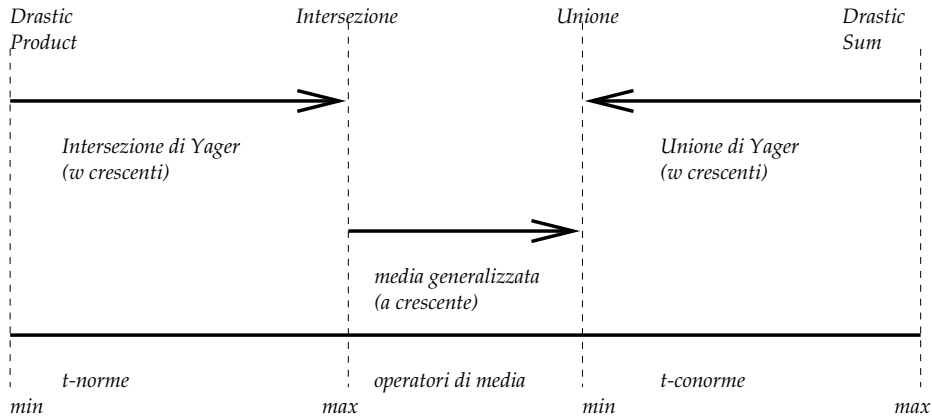 Drastic
Product
Intersezione
Unione
Drastic
Sum
Intersezione di Yager
(w crescenti)
Unione di Yager
(w crescenti)
media generalizzata
(a crescente)
t-norme
operatori di media
t-conorme
min
max
min
max